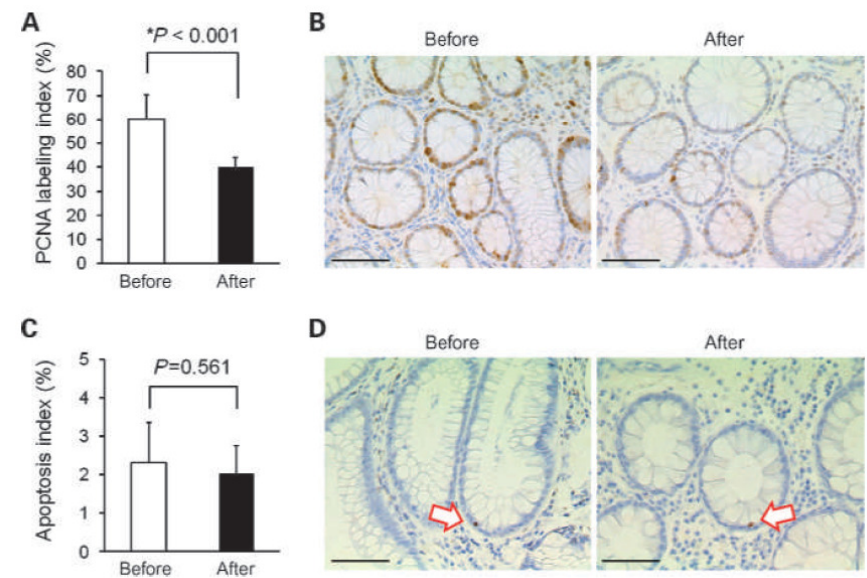 A
*P < 0.001
PCNA labeling index (%)
80
70
60
50
40
30
20
10
0
Before After
B
Before After
C
P=0.561
Apoptosis index (%)
5
4
3
2
1
0
Before After
D
Before After